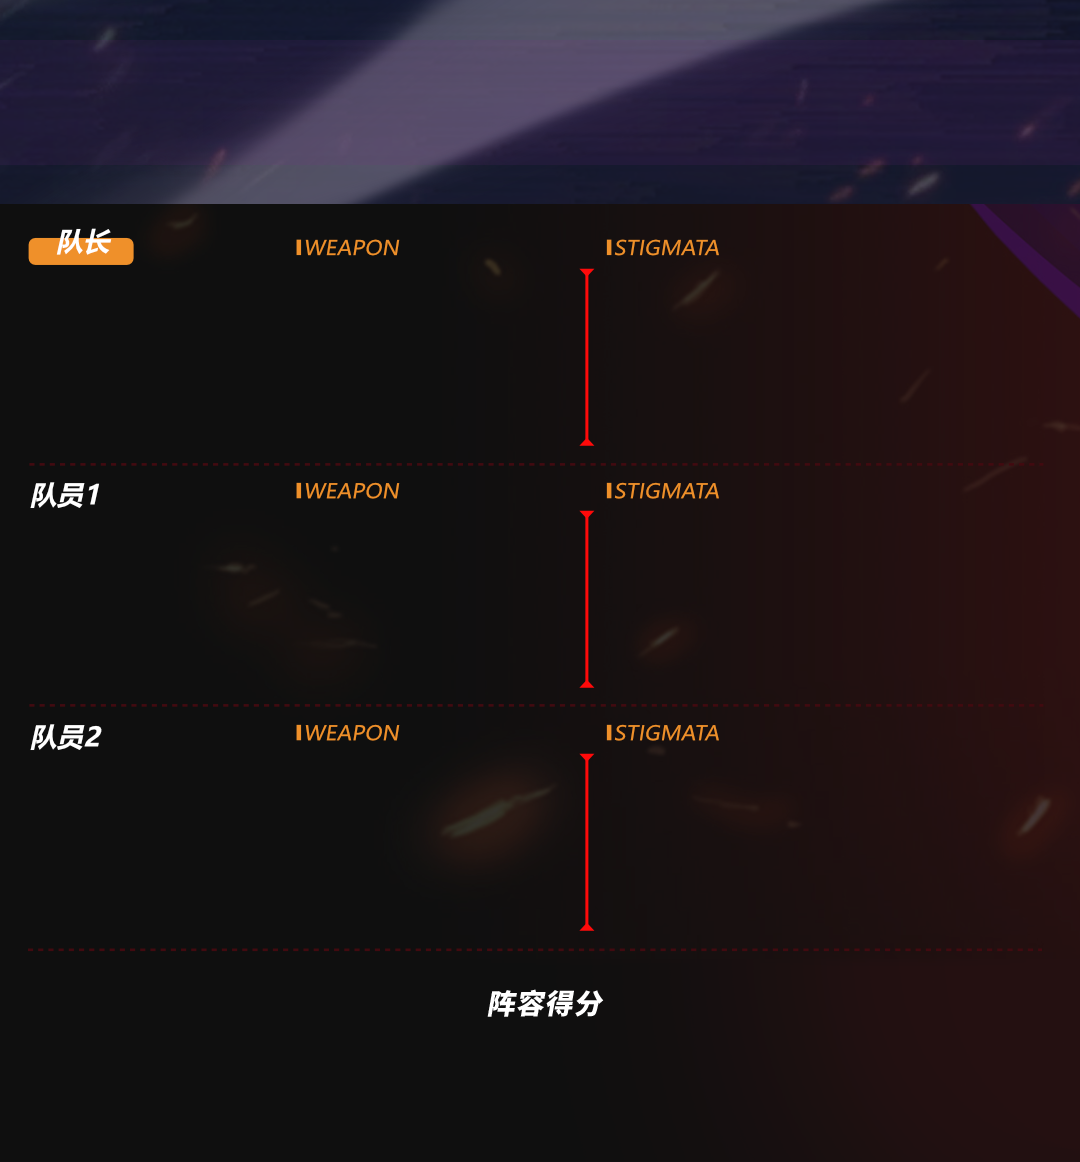 队长
WEAPON
STIGMATA
队员1
WEAPON
STIGMATA
队员2
WEAPON
STIGMATA
阵容得分